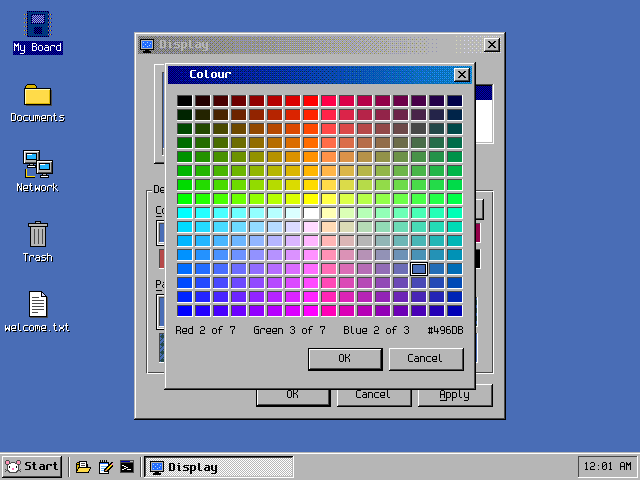 My Board
Documents
Network
Trash
welcome.txt
Display
Colour
Red 2 of 7 Green 3 of 7 Blue 2 of 3 #496DB
OK Cancel
OK Cancel Apply
Start Display 12:01 AM